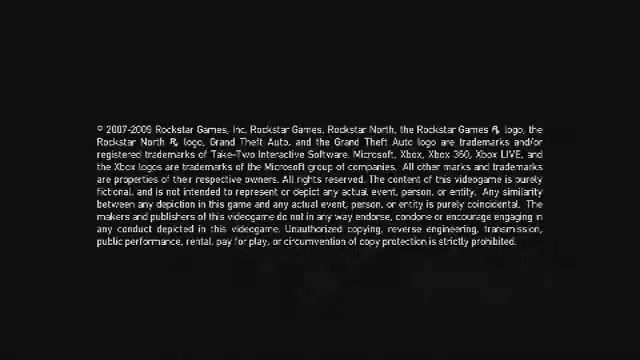 © 2007-2009 Rockstar Games, Inc. Rockstar Games, Rockstar North, the Rockstar Games R* logo, the
Rockstar North R* logo, Grand Theft Auto, and the Grand Theft Auto logo are trademarks and/or
registered trademarks of Take-Two Interactive Software. Microsoft, Xbox, Xbox 360, Xbox LIVE, and
the Xbox logos are trademarks of the Microsoft group of companies. All other marks and trademarks
are properties of their respective owners. All rights reserved. The content of this videogame is purely
fictional, and is not intended to represent or depict any actual event, person, or entity. Any similarity
between any depiction in this game and any actual event, person, or entity is purely coincidental. The
makers and publishers of this videogame do not in any way endorse, condone or encourage engaging in
any conduct depicted in this videogame. Unauthorized copying, reverse engineering, transmission,
public performance, rental, pay for play, or circumvention of copy protection is strictly prohibited.